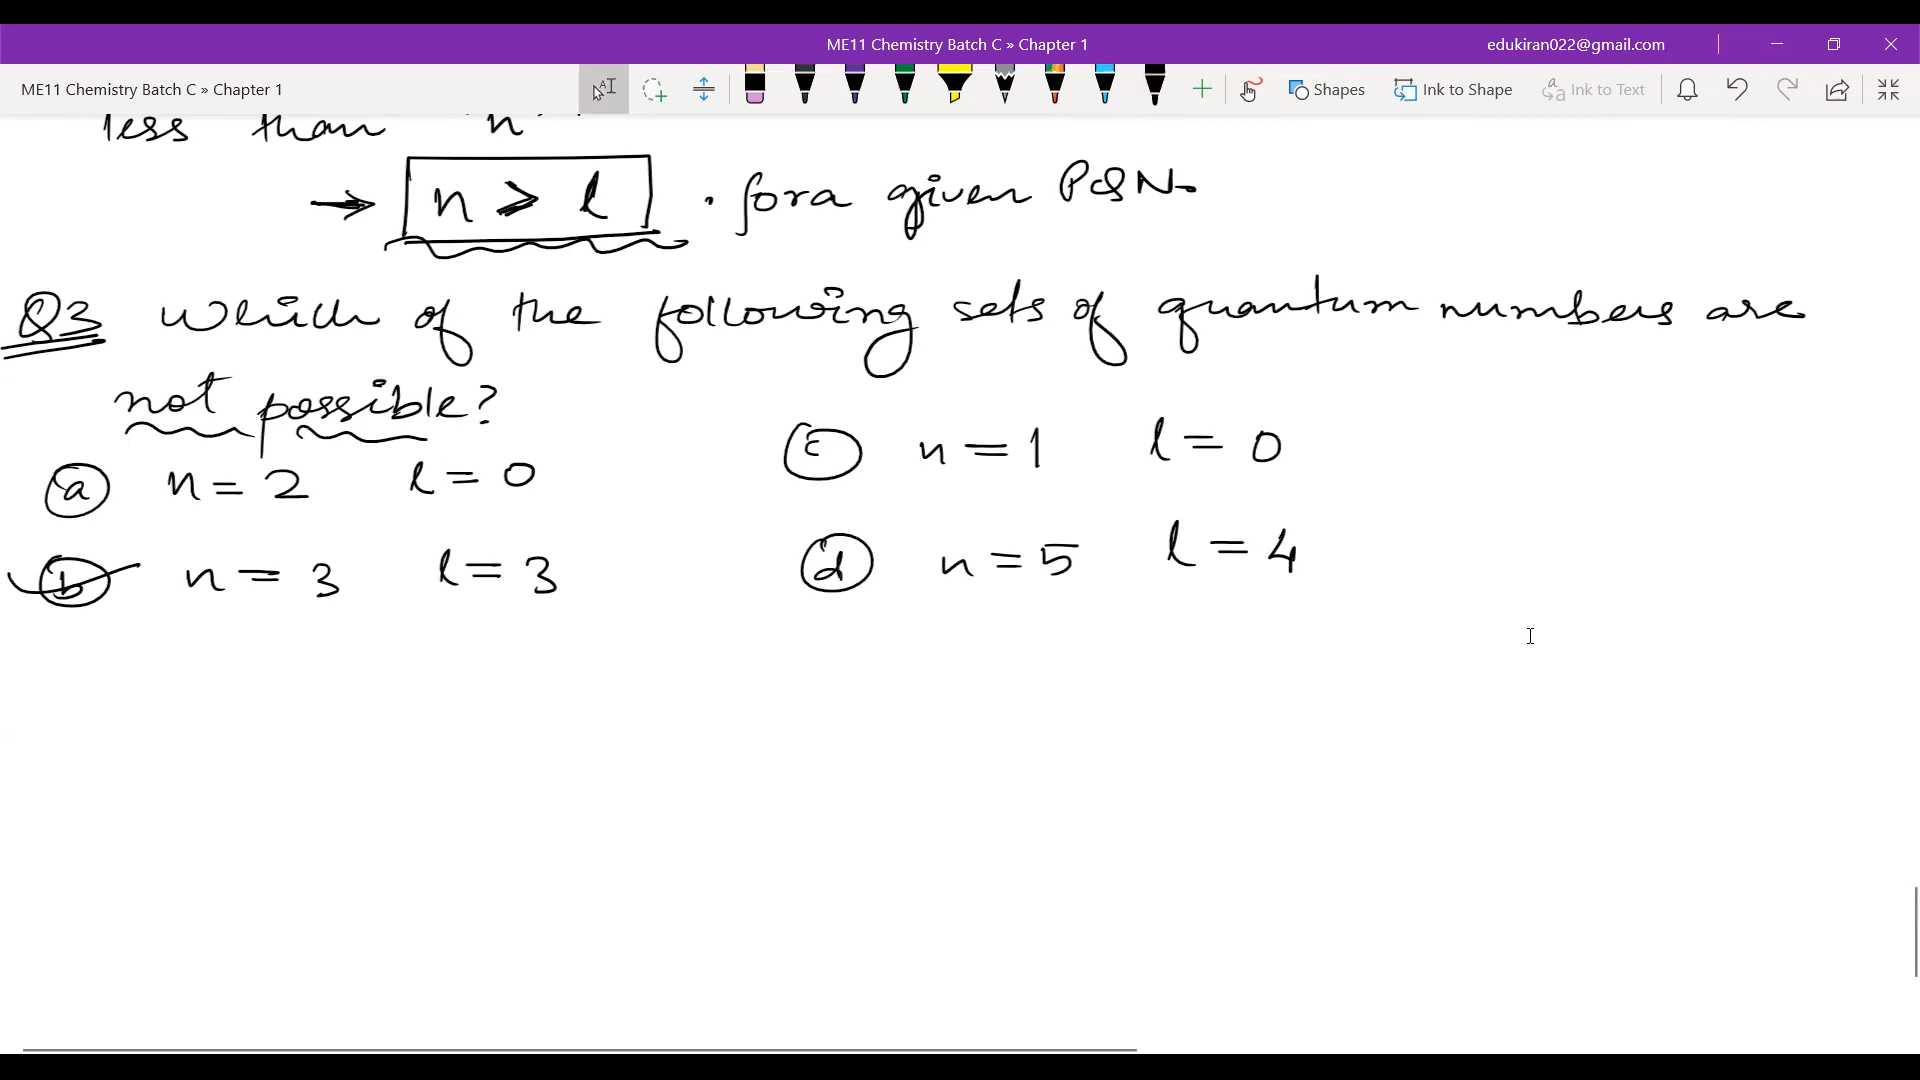 ME11 Chemistry Batch C » Chapter 1
edukiran022@gmail.com
ME11 Chemistry Batch C » Chapter 1
Shapes
Ink to Shape
Ink to Text
less than 'n'.
→ n > l . for a given PQN.
Q3 which of the following sets of quantum numbers are
not possible?
(a) n = 2 l = 0
(b) n = 3 l = 3
(c) n = 1 l = 0
(d) n = 5 l = 4